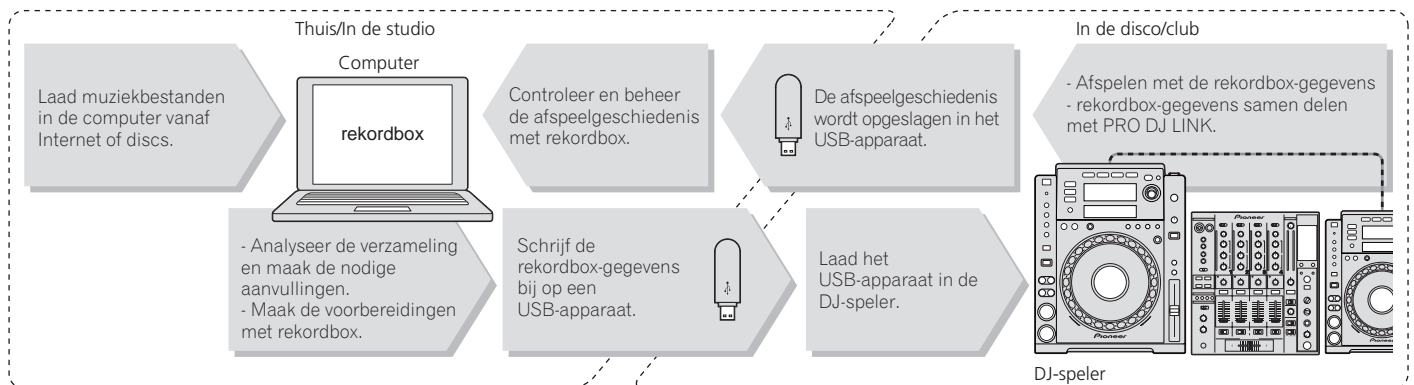 Thuis/In de studio
In de disco/club
Laad muziekbestanden
in de computer vanaf
Internet of discs.
Computer
rekordbox
Controleer en beheer
de afspeelgeschiedenis
met rekordbox.
De afspeelgeschiedenis
wordt opgeslagen in het
USB-apparaat.
- Afspelen met de rekordbox-gegevens
- rekordbox-gegevens samen delen
met PRO DJ LINK.
- Analyseer de verzameling
en maak de nodige
aanvullingen.
- Maak de voorbereidingen
met rekordbox.
Schrijf de
rekordbox-gegevens
bij op een
USB-apparaat.
Laad het
USB-apparaat in de
DJ-speler.
Pioneer
Pioneer
DJ-speler